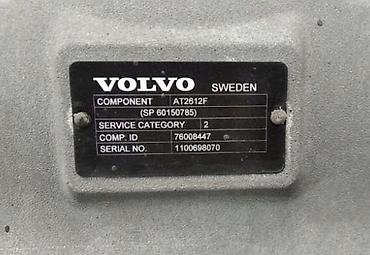 VOLVO SWEDEN
COMPONENT AT2612F
(SP 60150785)
SERVICE CATEGORY 2
COMP. ID 76008447
SERIAL NO. 1100698070